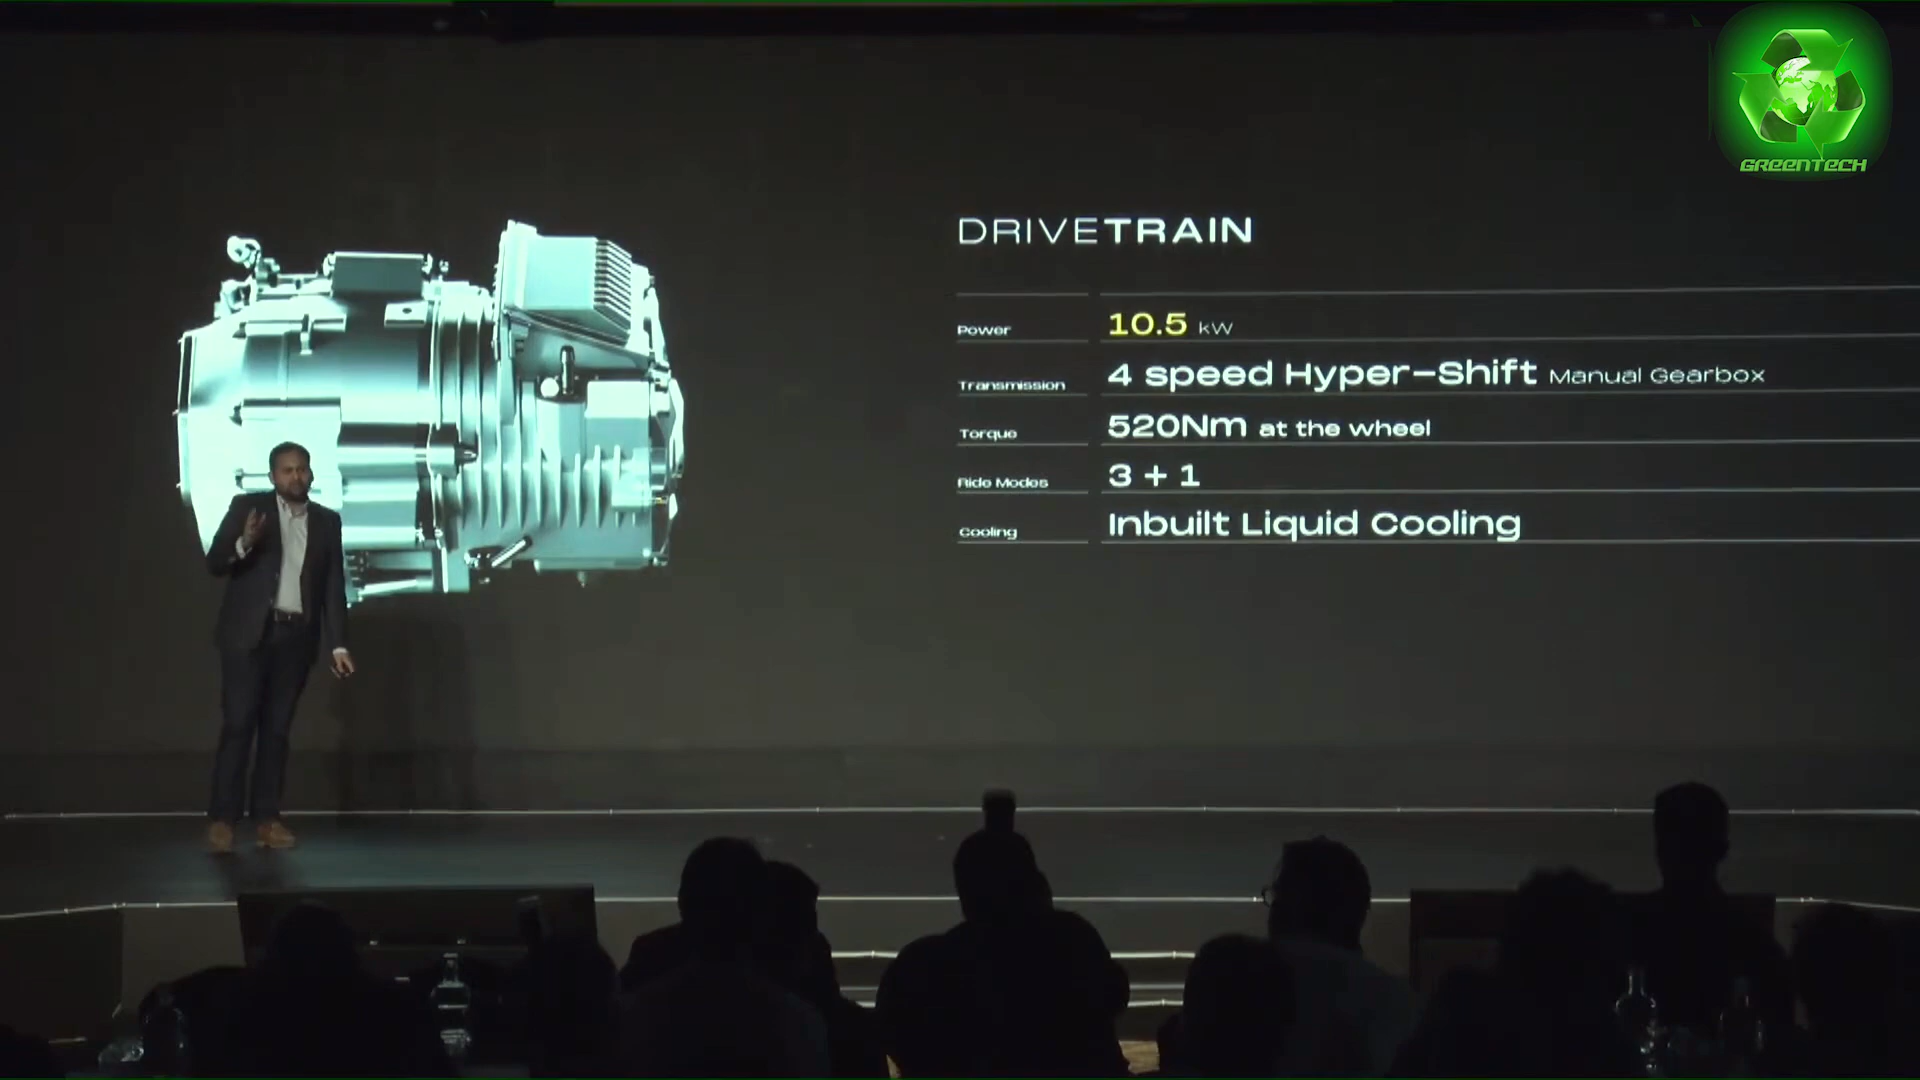 GREENTECH
DRIVETRAIN
Power 10.5 kW
Transmission 4 speed Hyper-Shift Manual Gearbox
Torque 520Nm at the wheel
Ride Modes 3 + 1
Cooling Inbuilt Liquid Cooling